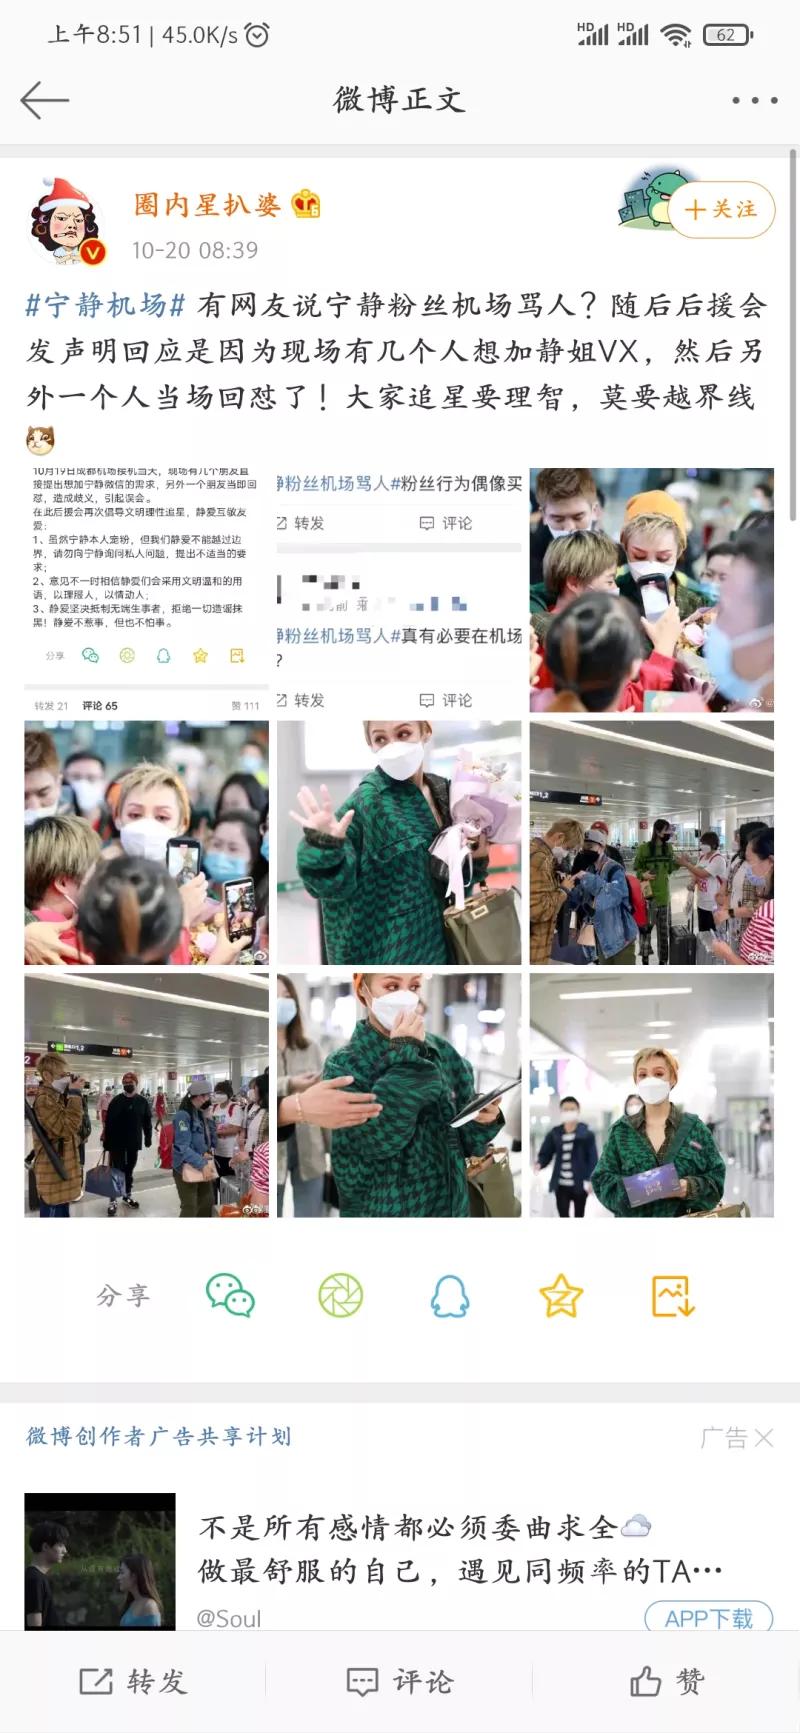 上午8:51 | 45.0K/s
HD
HD
62
微博正文
圈内星扒婆
10-20 08:39
关注
#宁静机场# 有网友说宁静粉丝机场骂人？随后后援会
发声明回应是因为现场有几个人想加静姐VX，然后另
外一个人当场回怼了！大家追星要理智，莫要越界线
10月19日成都机场接机当天，现场有几个朋友直
接提出想加宁静微信的需求，另外一个朋友当即回
怼，造成歧义，引起误会。
在此后援会再次倡导文明理性追星，静爱互敬友
爱：
1、虽然宁静本人宠粉，但我们静爱不能越过边
界，请勿向宁静询问私人问题，提出不适当的要
求；
2、意见不一时相信静爱们会采用文明温和的用
语，以理服人，以情动人；
3、静爱坚决抵制无端生事者，拒绝一切造谣抹
黑！静爱不惹事，但也不怕事。
分享
转发 21 评论 65 赞 111
静粉丝机场骂人#粉丝行为偶像买
转发 评论
静粉丝机场骂人#真有必要在机场
?
转发 评论
分享
微博创作者广告共享计划
广告
不是所有感情都必须委曲求全
做最舒服的自己，遇见同频率的TA…
@Soul
APP下载
转发 评论 赞